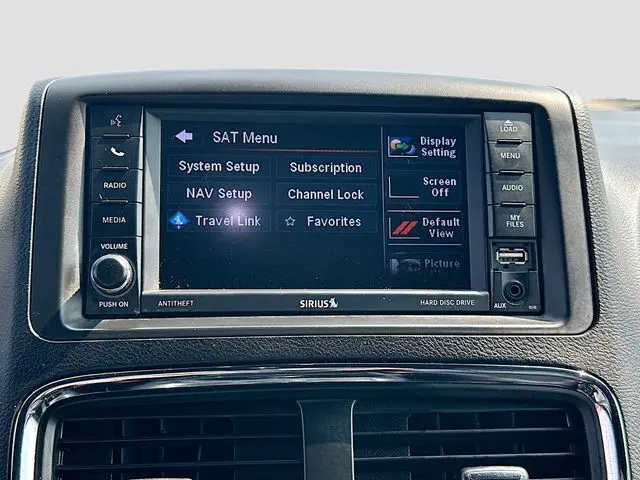 SAT Menu
System Setup
Subscription
NAV Setup
Channel Lock
Travel Link
Favorites
Display
Setting
Screen
Off
Default
View
Picture
RADIO
MEDIA
VOLUME
PUSH ON
LOAD
MENU
AUDIO
MY
FILES
AUX
RHB
ANTITHEFT
SIRIUS
HARD DISC DRIVE